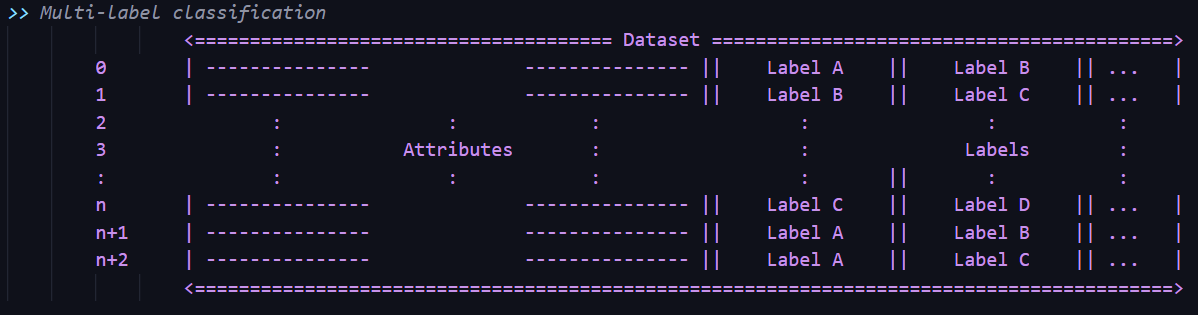 >> Multi-label classification
<====================================== Dataset ==========================================>
0 | --------------- --------------- || Label A || Label B || ... |
1 | --------------- --------------- || Label B || Label C || ... |
2 : : : : : :
3 : Attributes : : Labels :
: : : : : || : :
n | --------------- --------------- || Label C || Label D || ... |
n+1 | --------------- --------------- || Label A || Label B || ... |
n+2 | --------------- --------------- || Label A || Label C || ... |
<=========================================================================================>